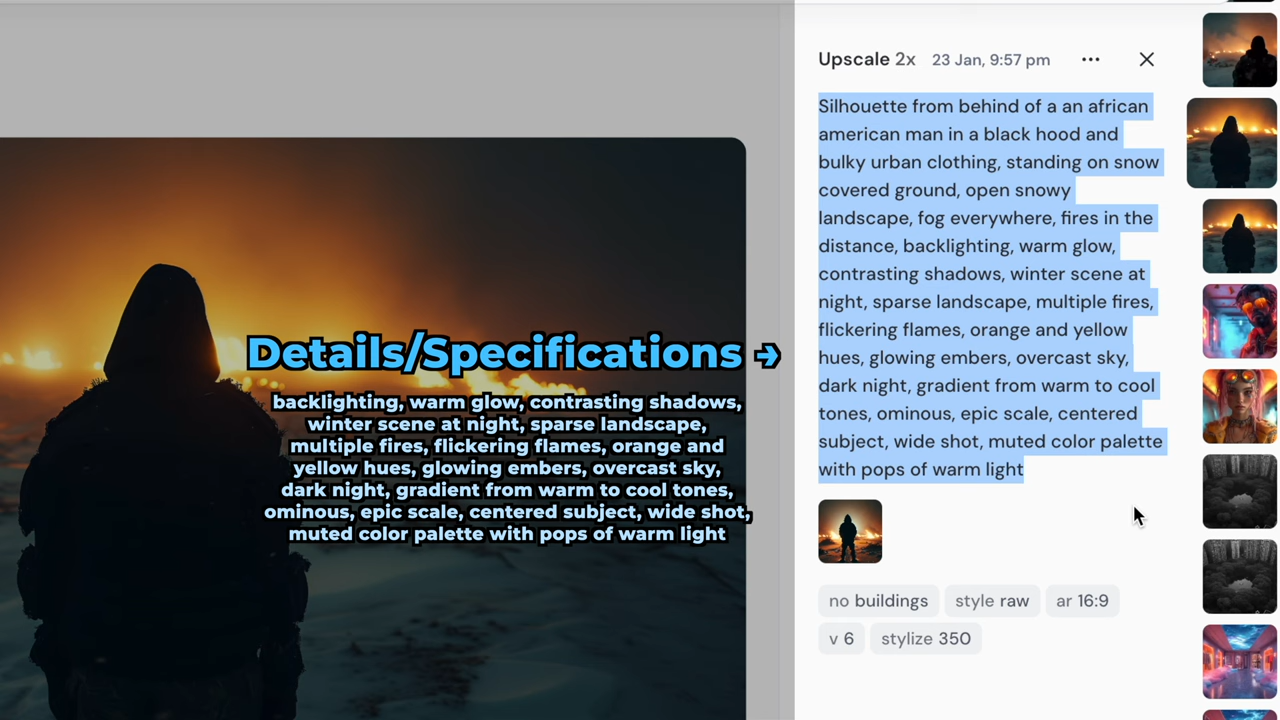 Upscale 2x 23 Jan, 9:57 pm
Silhouette from behind of a an african
american man in a black hood and
bulky urban clothing, standing on snow
covered ground, open snowy
landscape, fog everywhere, fires in the
distance, backlighting, warm glow,
contrasting shadows, winter scene at
night, sparse landscape, multiple fires,
flickering flames, orange and yellow
hues, glowing embers, overcast sky,
dark night, gradient from warm to cool
tones, ominous, epic scale, centered
subject, wide shot, muted color palette
with pops of warm light
no buildings style raw ar 16:9
v 6 stylize 350
Details/Specifications →
backlighting, warm glow, contrasting shadows,
winter scene at night, sparse landscape,
multiple fires, flickering flames, orange and
yellow hues, glowing embers, overcast sky,
dark night, gradient from warm to cool tones,
ominous, epic scale, centered subject, wide shot,
muted color palette with pops of warm light